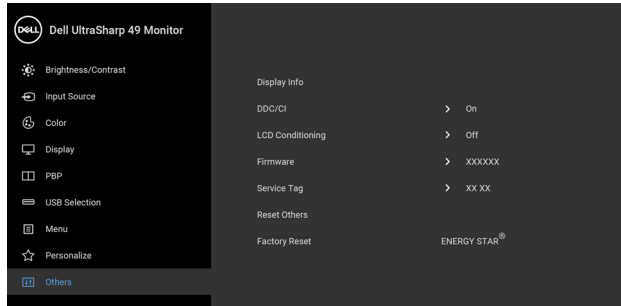 DELL Dell UltraSharp 49 Monitor
Brightness/Contrast
Input Source
Color
Display
PBP
USB Selection
Menu
Personalize
Others
Display Info
DDC/CI > On
LCD Conditioning > Off
Firmware > XXXXXX
Service Tag > XX XX
Reset Others
Factory Reset ENERGY STAR®